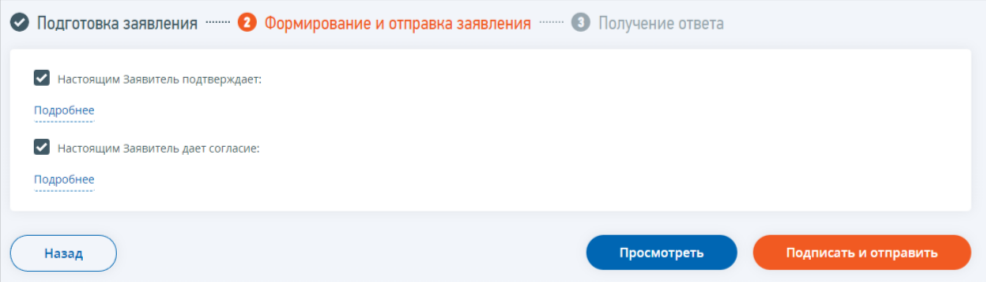 Подготовка заявления ······· 2 Формирование и отправка заявления ······· 3 Получение ответа
Настоящим Заявитель подтверждает:
Подробнее
Настоящим Заявитель дает согласие:
Подробнее
Назад Просмотреть Подписать и отправить